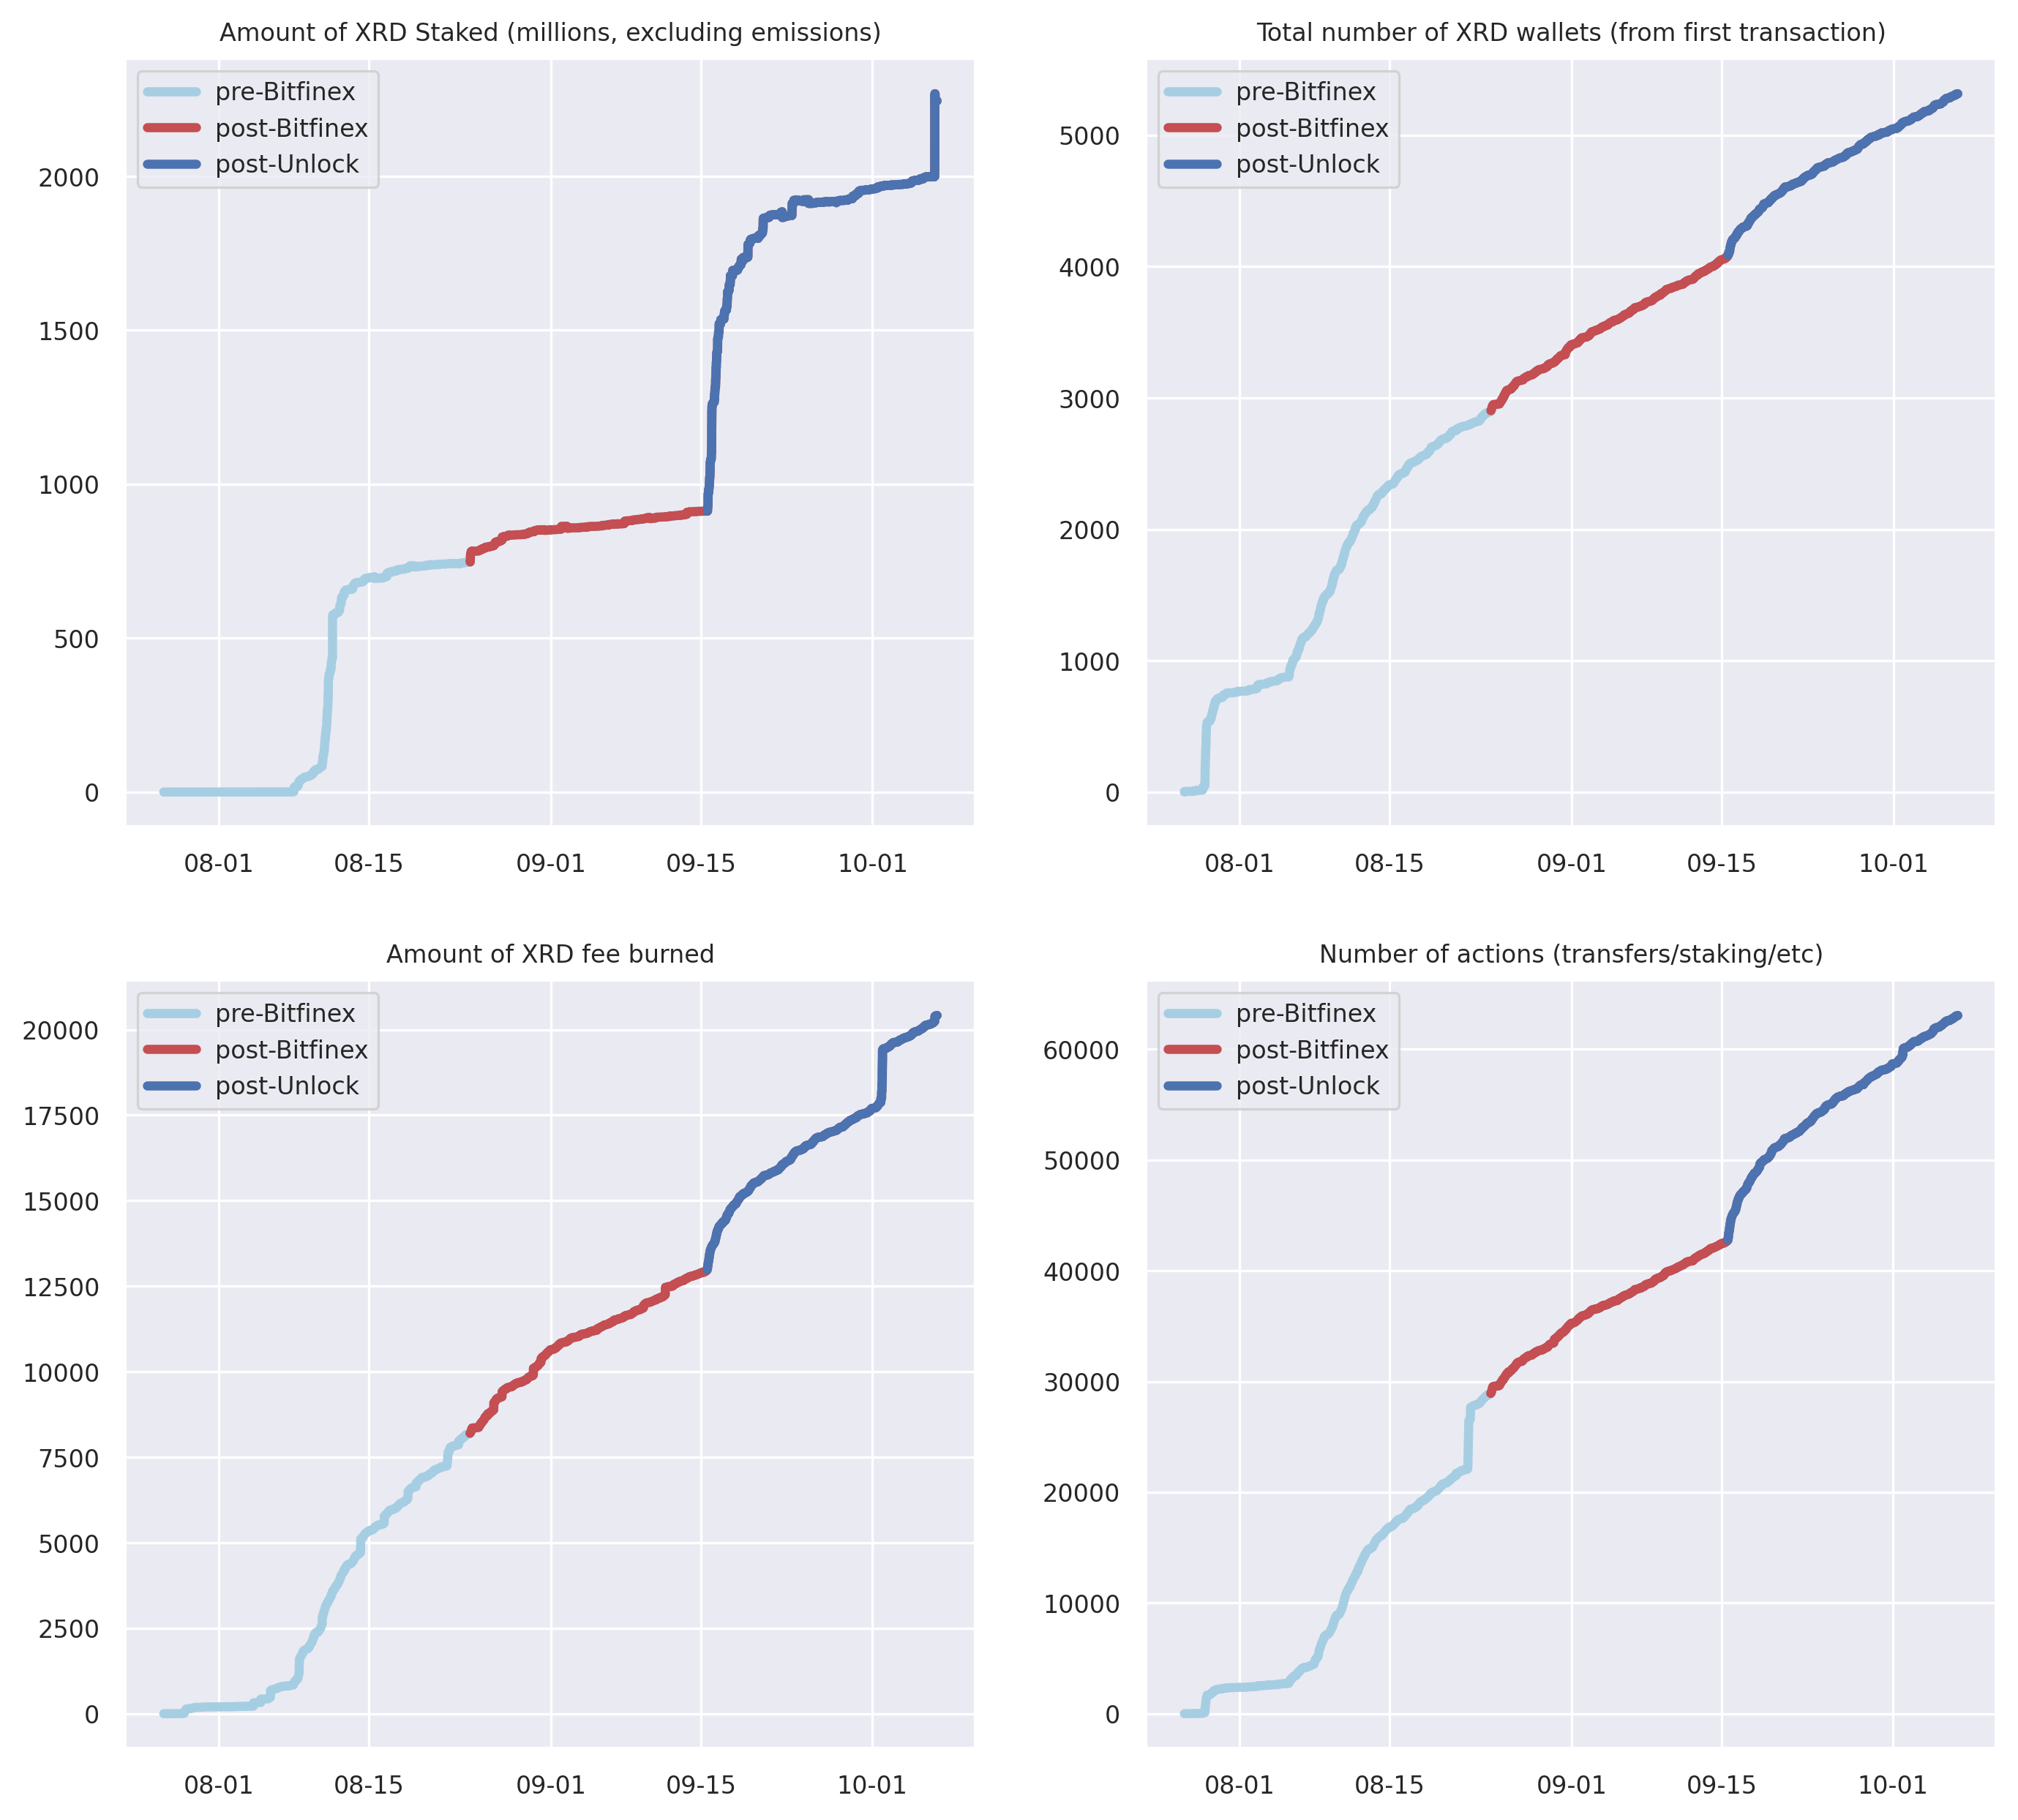 Amount of XRD Staked (millions, excluding emissions)
pre-Bitfinex
post-Bitfinex
post-Unlock
2000
1500
1000
500
0
08-01 08-15 09-01 09-15 10-01
Total number of XRD wallets (from first transaction)
pre-Bitfinex
post-Bitfinex
post-Unlock
5000
4000
3000
2000
1000
0
08-01 08-15 09-01 09-15 10-01
Amount of XRD fee burned
pre-Bitfinex
post-Bitfinex
post-Unlock
20000
17500
15000
12500
10000
7500
5000
2500
0
08-01 08-15 09-01 09-15 10-01
Number of actions (transfers/staking/etc)
pre-Bitfinex
post-Bitfinex
post-Unlock
60000
50000
40000
30000
20000
10000
0
08-01 08-15 09-01 09-15 10-01